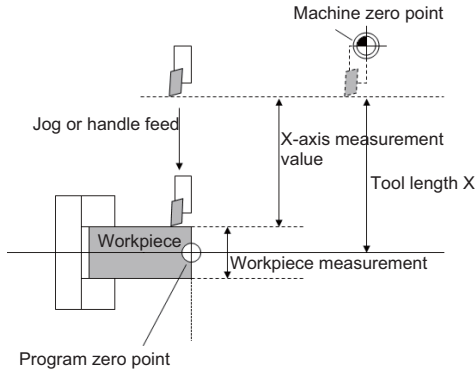 Machine zero point
Jog or handle feed
X-axis measurement
value
Tool length X
Workpiece
Workpiece measurement
Program zero point